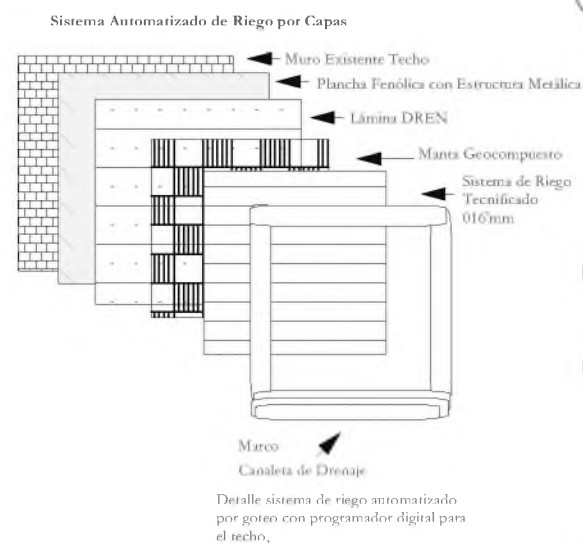 Sistema Automatizado de Riego por Capas
Muro Existente Techo
Plancha Fenólica con Estructura Metálica
Lámina DREN
Manta Geocompuesto
Sistema de Riego
Tecnificado
016mm
Marco
Canaleta de Drenaje
Detalle sistema de riego automatizado
por goteo con programador digital para
el techo,